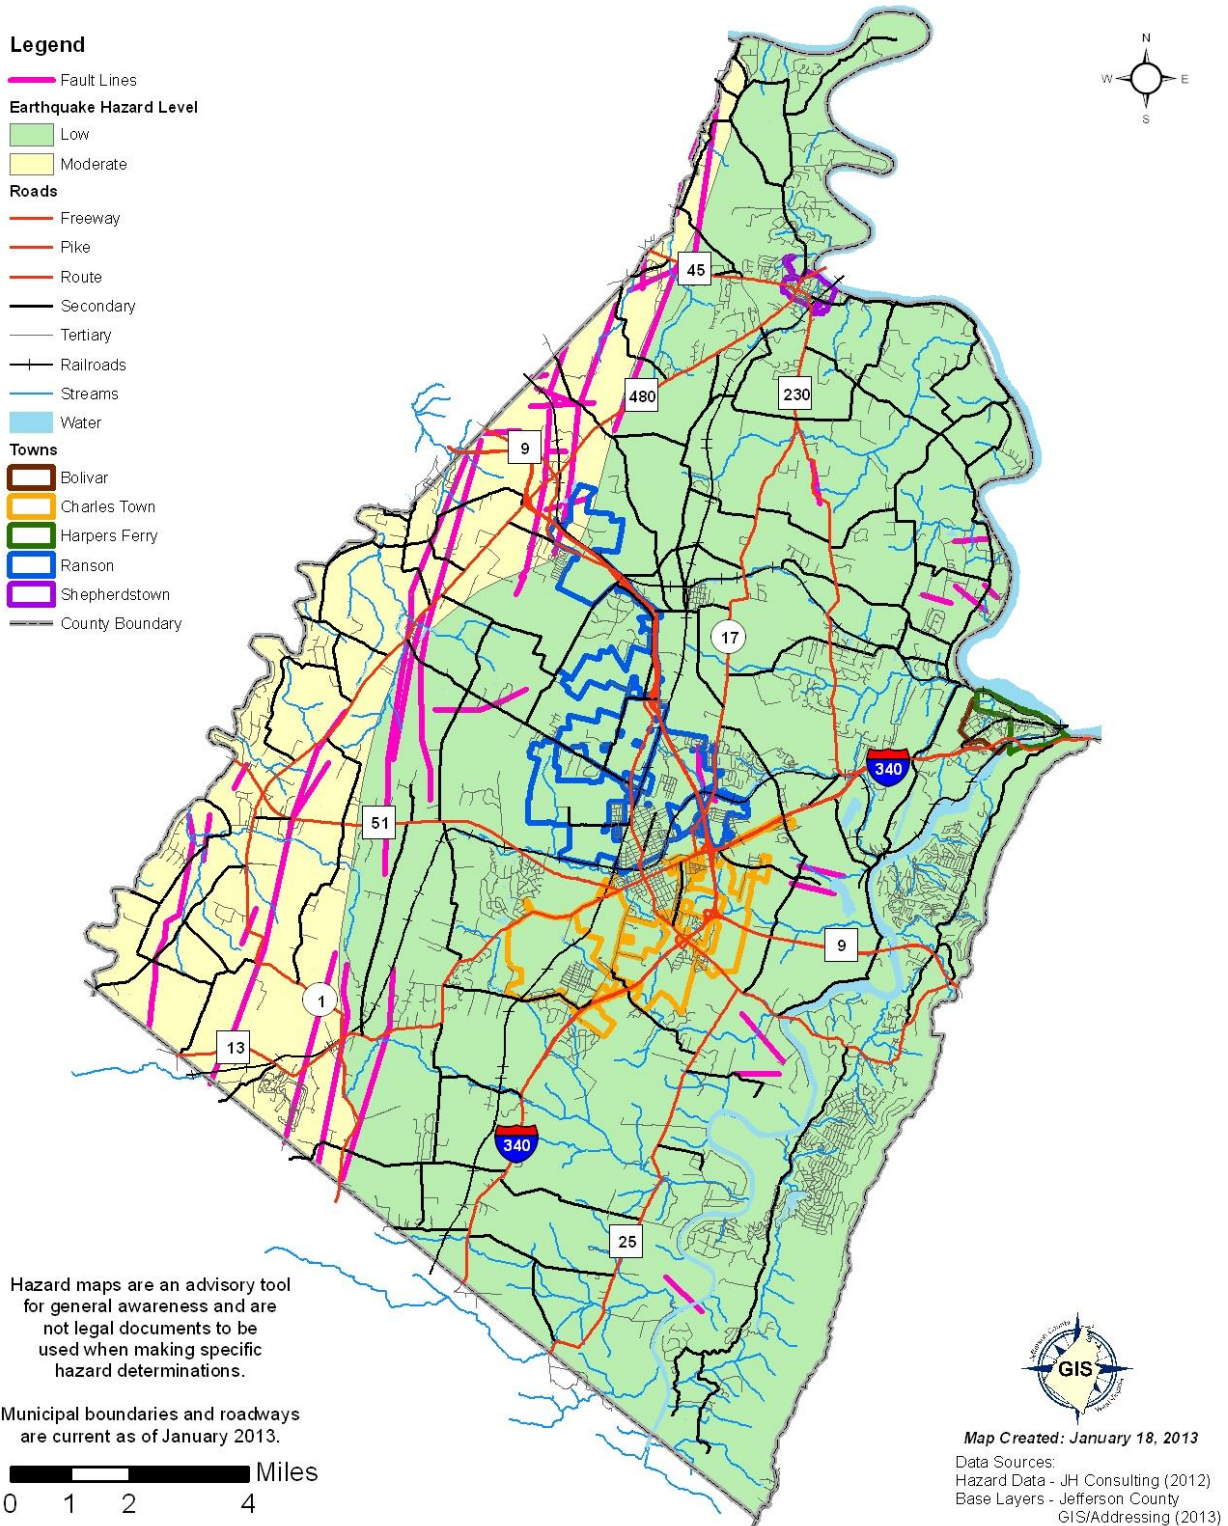 Legend
Fault Lines
Earthquake Hazard Level
Low
Moderate
Roads
Freeway
Pike
Route
Secondary
Tertiary
Railroads
Streams
Water
Towns
Bolivar
Charles Town
Harpers Ferry
Ranson
Shepherdstown
County Boundary
N
W E
S
45
480
230
9
17
340
51
9
1
13
340
25
Hazard maps are an advisory tool
for general awareness and are
not legal documents to be
used when making specific
hazard determinations.
Municipal boundaries and roadways
are current as of January 2013.
Miles
0 1 2 4
Jefferson County
GIS
West Virginia
Map Created: January 18, 2013
Data Sources:
Hazard Data - JH Consulting (2012)
Base Layers - Jefferson County
GIS/Addressing (2013)